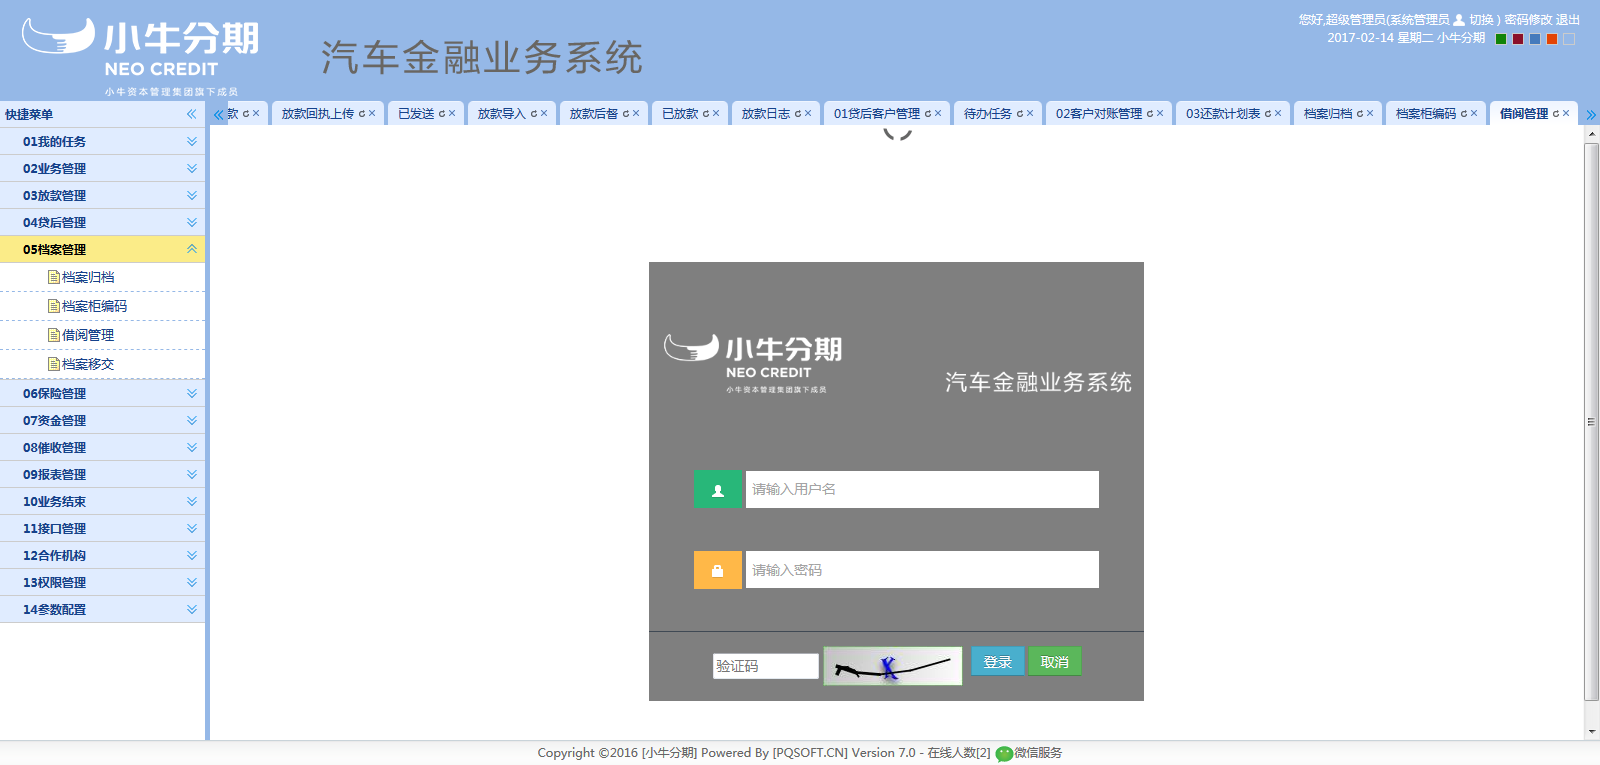 小牛分期
NEO CREDIT
小牛资本管理集团旗下成员
汽车金融业务系统
您好,超级管理员(系统管理员 切换 ) 密码修改 退出
2017-02-14 星期二 小牛分期
快捷菜单
款 放款回执上传 已发送 放款导入 放款后督 已放款 放款日志 01贷后客户管理 待办任务 02客户对账管理 03还款计划表 档案归档 档案柜编码 借阅管理
01我的任务
02业务管理
03放款管理
04贷后管理
05档案管理
档案归档
档案柜编码
借阅管理
档案移交
06保险管理
07资金管理
08催收管理
09报表管理
10业务结束
11接口管理
12合作机构
13权限管理
14参数配置
小牛分期
NEO CREDIT
小牛资本管理集团旗下成员
汽车金融业务系统
请输入用户名
请输入密码
验证码 X 登录 取消
Copyright ©2016 [小牛分期] Powered By [PQSOFT.CN] Version 7.0 - 在线人数[2] 微信服务